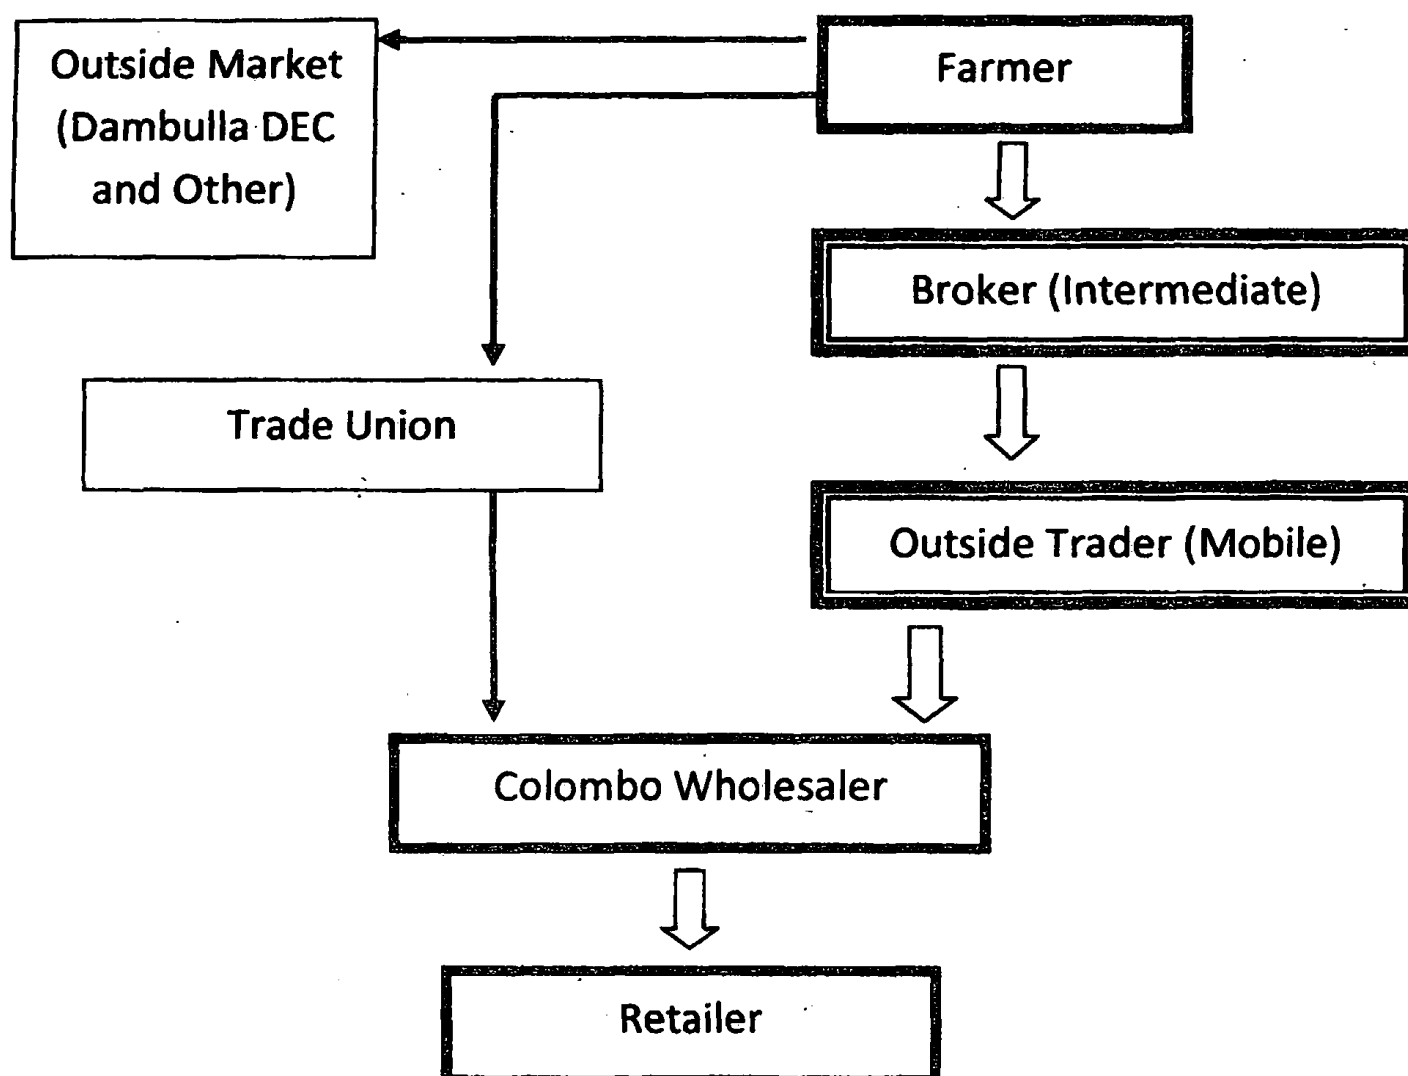 Outside Market
(Dambulla DEC
and Other)
Farmer
Broker (Intermediate)
Trade Union
Outside Trader (Mobile)
Colombo Wholesaler
Retailer